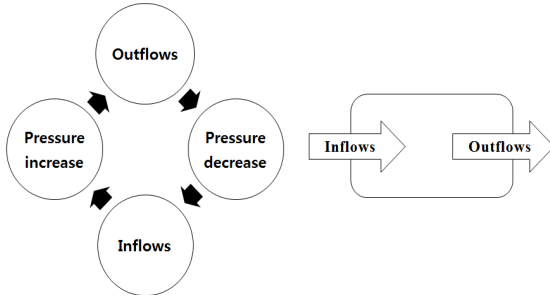 Outflows
Pressure
increase
Pressure
decrease
Inflows
Inflows
Outflows